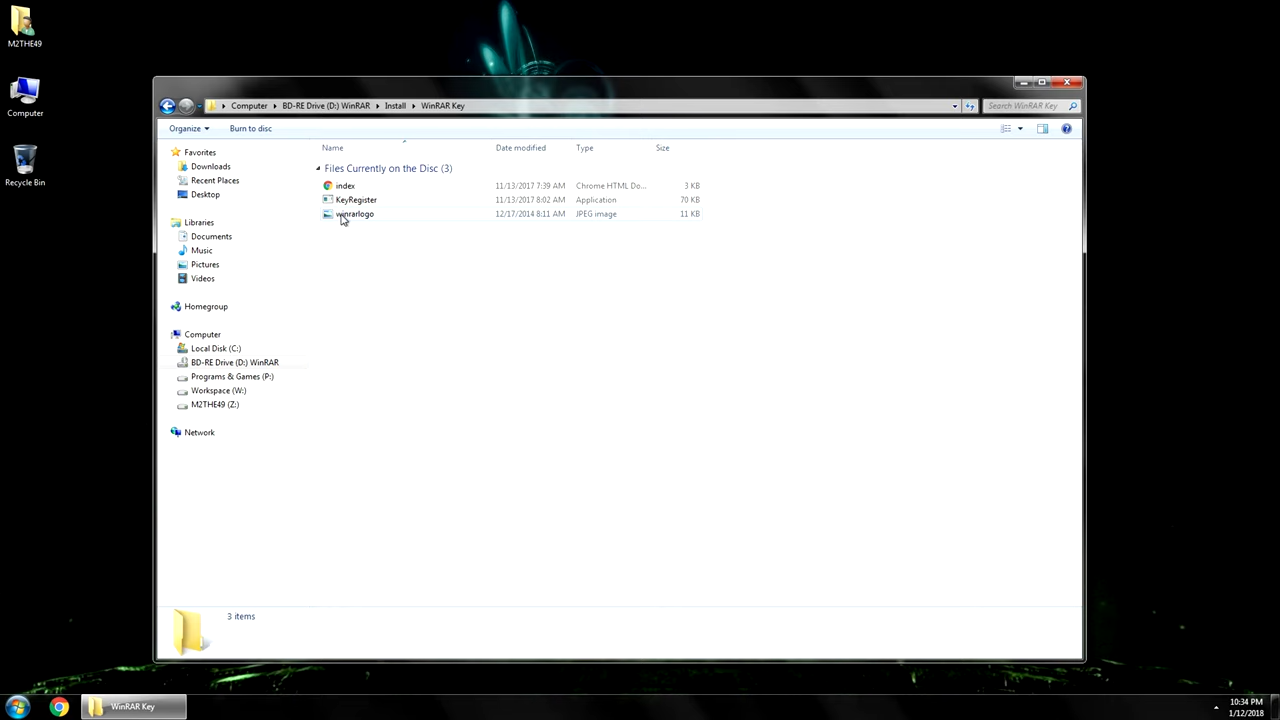 M2THE49
Computer
Recycle Bin
Computer BD-RE Drive (D:) WinRAR Install WinRAR Key Search WinRAR Key
Organize Burn to disc
Name Date modified Type Size
Favorites
Downloads
Recent Places
Desktop
Libraries
Documents
Music
Pictures
Videos
Homegroup
Computer
Local Disk (C:)
BD-RE Drive (D:) WinRAR
Programs & Games (P:)
Workspace (W:)
M2THE49 (Z:)
Network
Files Currently on the Disc (3)
index 11/13/2017 7:39 AM Chrome HTML Do... 3 KB
KeyRegister 11/13/2017 8:02 AM Application 70 KB
winrarlogo 12/17/2014 8:11 AM JPEG image 11 KB
3 items
WinRAR Key
10:34 PM
1/12/2018